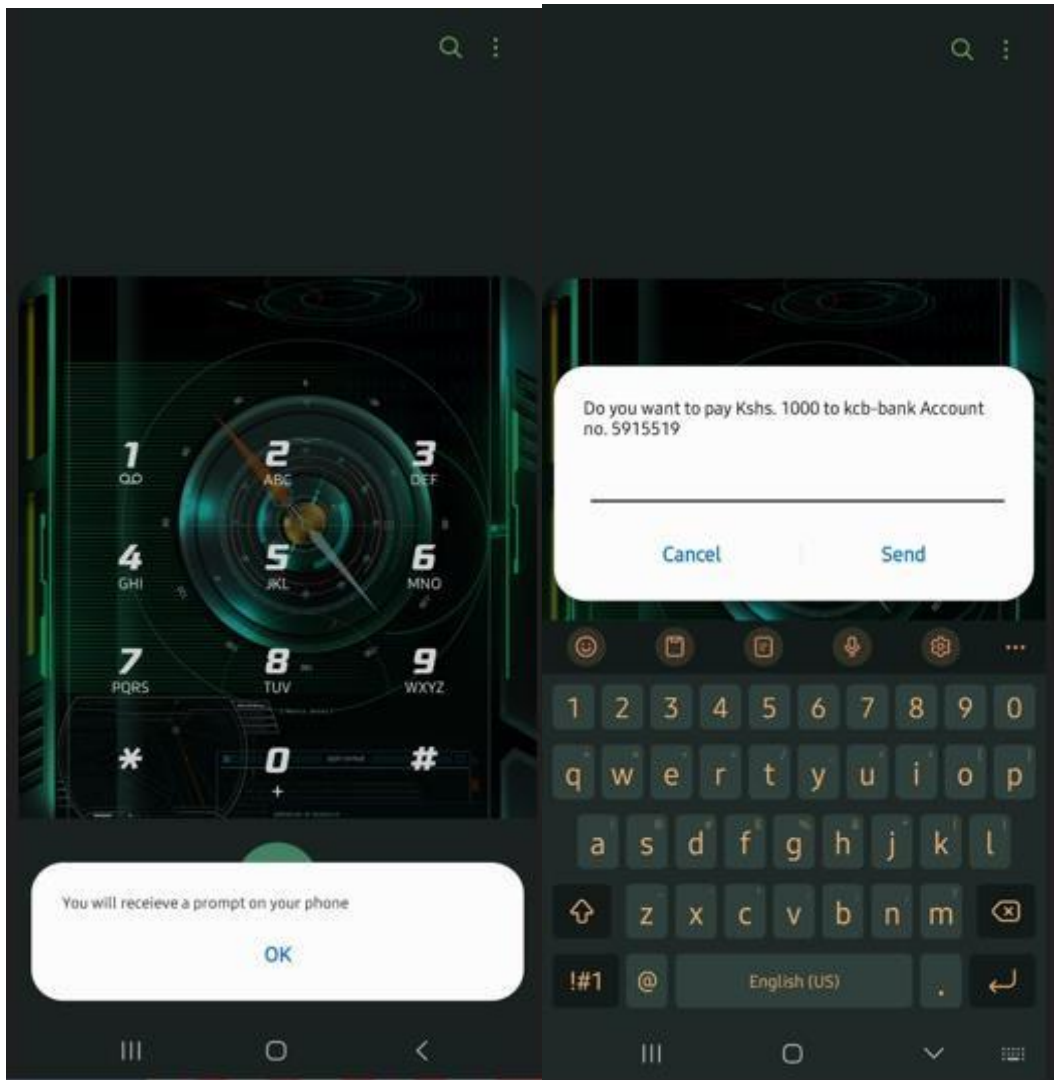 1
2
ABC
3
DEF
4
GHI
5
JKL
6
MNO
7
PQRS
8
TUV
9
WXYZ
*
0
+
#
You will receieve a prompt on your phone
OK
Do you want to pay Kshs. 1000 to kcb-bank Account
no. 5915519
Cancel
Send
1 2 3 4 5 6 7 8 9 0
q w e r t y u i o p
a s d f g h j k l
z x c v b n m
!#1 @ English (US) .